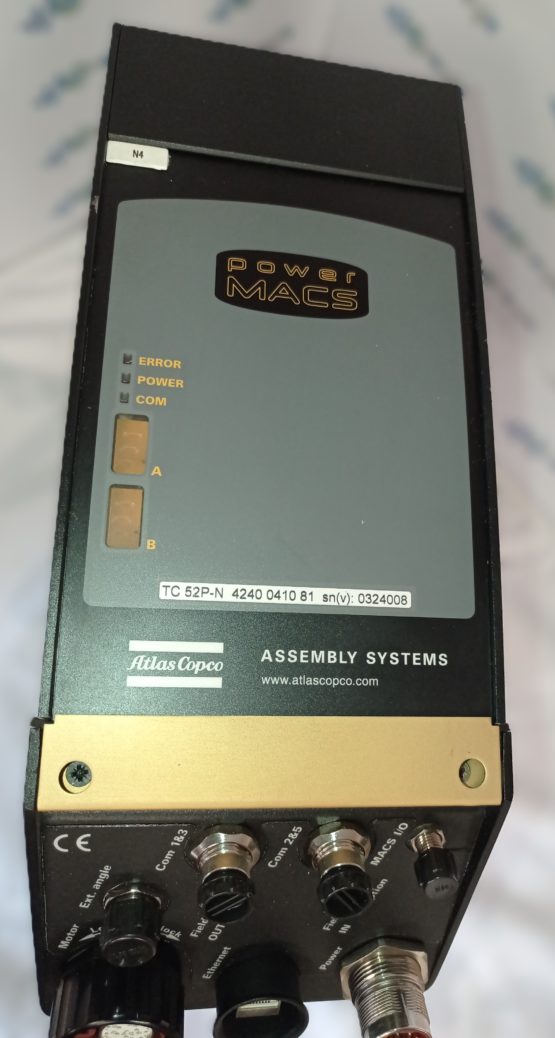 N4
power
MACS
ERROR
POWER
COM
A
B
TC 52P-N 4240 0410 81 sn(v): 0324008
Atlas Copco
ASSEMBLY SYSTEMS
www.atlascopco.com
CE
Com 1&3
Com 2&5
MACS I/O
Ext. angle
Motor
lock
Field
OUT
IN
Ethernet
Power